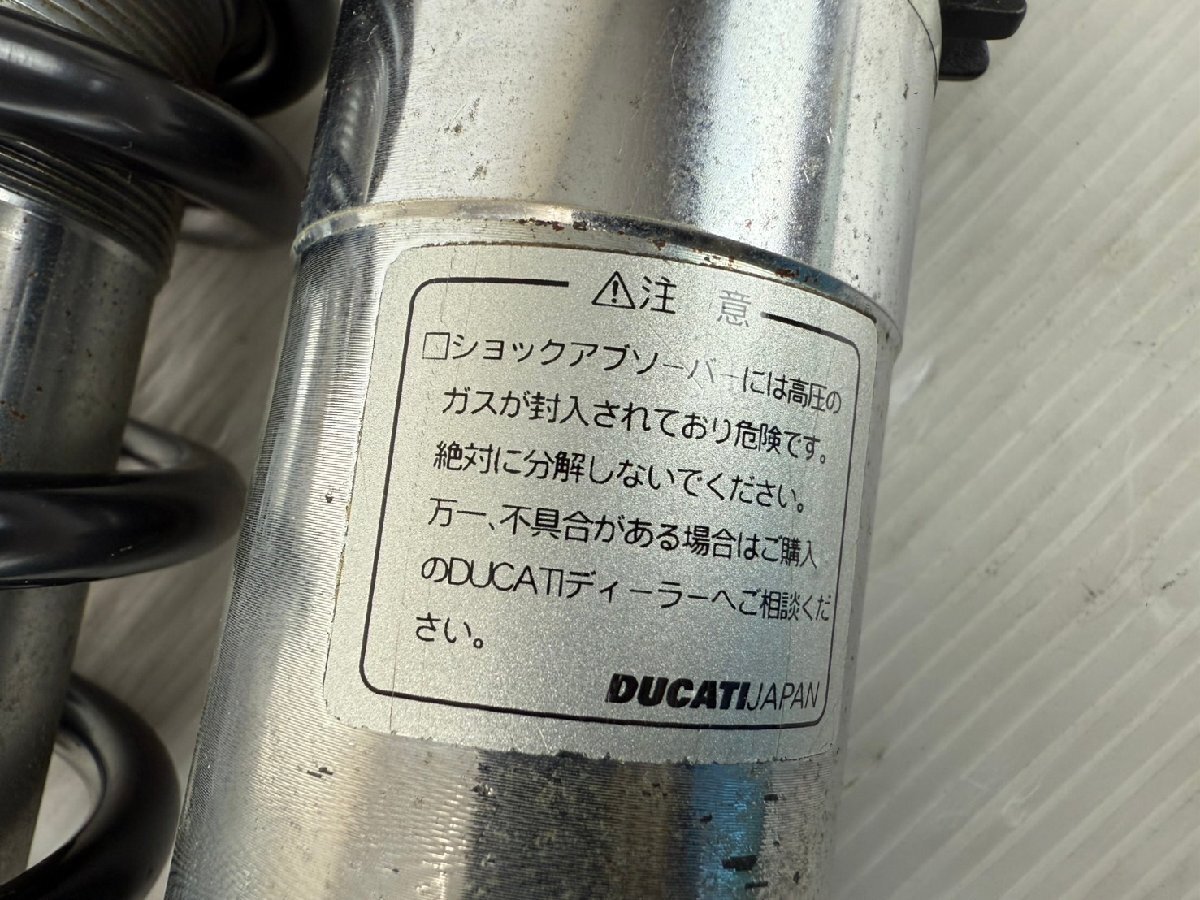 ⚠注 意
□ショックアブソーバーには高圧の
ガスが封入されており危険です。
絶対に分解しないでください。
万一、不具合がある場合はご購入
のDUCATIディーラーへご相談くだ
さい。
DUCATIJAPAN